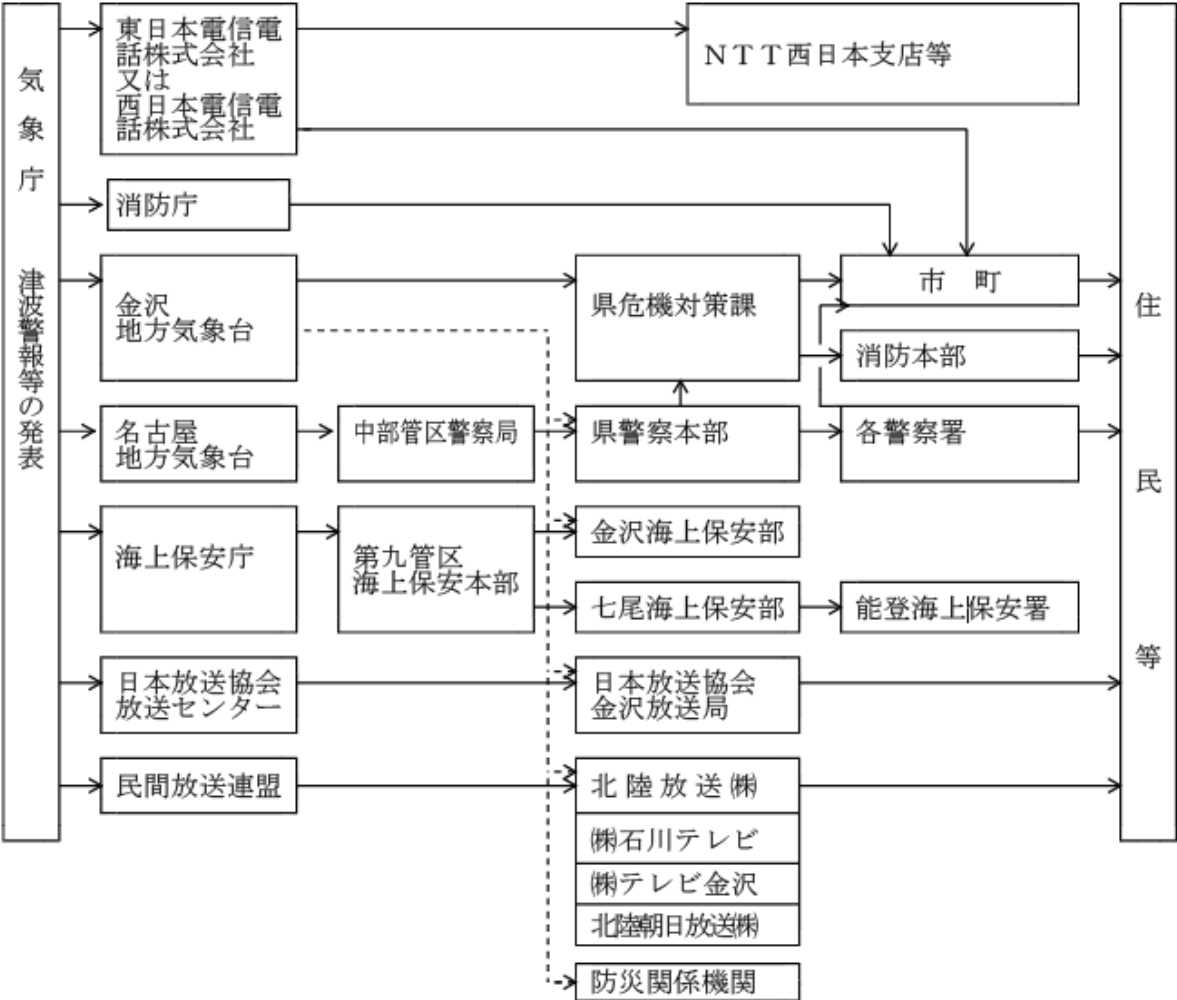 気象庁
津波警報等の発表
東日本電信電
話株式会社
又は
西日本電信電
話株式会社
ＮＴＴ西日本支店等
消防庁
金沢
地方気象台
県危機対策課
市　町
消防本部
名古屋
地方気象台
中部管区警察局
県警察本部
各警察署
海上保安庁
第九管区
海上保安本部
金沢海上保安部
七尾海上保安部
能登海上保安署
日本放送協会
放送センター
日本放送協会
金沢放送局
民間放送連盟
北陸放送㈱
㈱石川テレビ
㈱テレビ金沢
北陸朝日放送㈱
防災関係機関
住民等